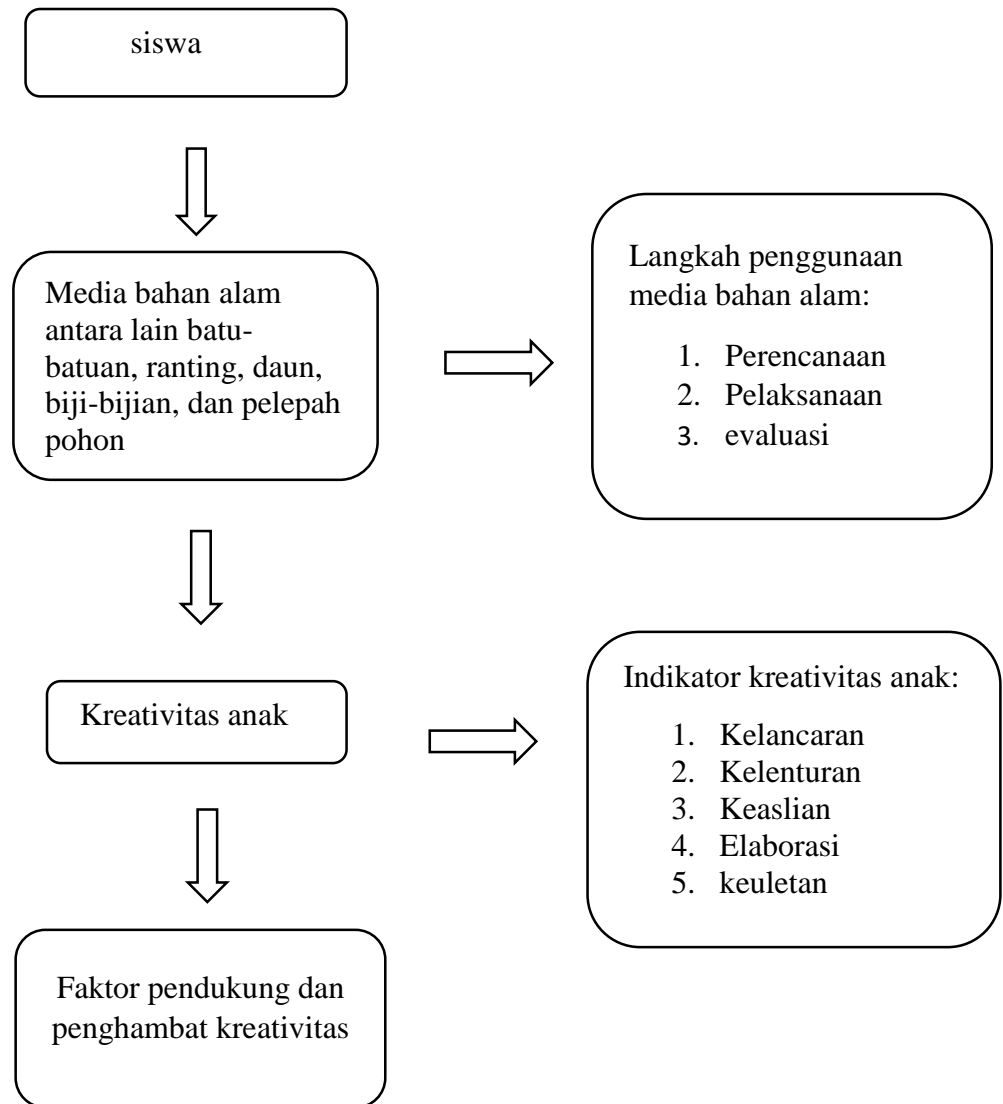 siswa
Media bahan alam
antara lain batu-
batuan, ranting, daun,
biji-bijian, dan pelepah
pohon
Langkah penggunaan
media bahan alam:
1. Perencanaan
2. Pelaksanaan
3. evaluasi
Kreativitas anak
Indikator kreativitas anak:
1. Kelancaran
2. Kelenturan
3. Keaslian
4. Elaborasi
5. keuletan
Faktor pendukung dan
penghambat kreativitas